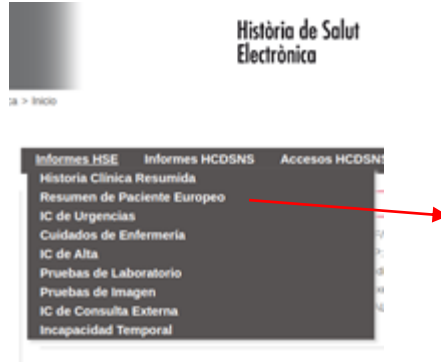 Història de Salut
Electrònica
ca > Inicio
Informes HSE Informes HCDSNS Accesos HCDSNS
Historia Clínica Resumida
Resumen de Paciente Europeo
IC de Urgencias
Cuidados de Enfermería
IC de Alta
Pruebas de Laboratorio
Pruebas de Imagen
IC de Consulta Externa
Incapacidad Temporal